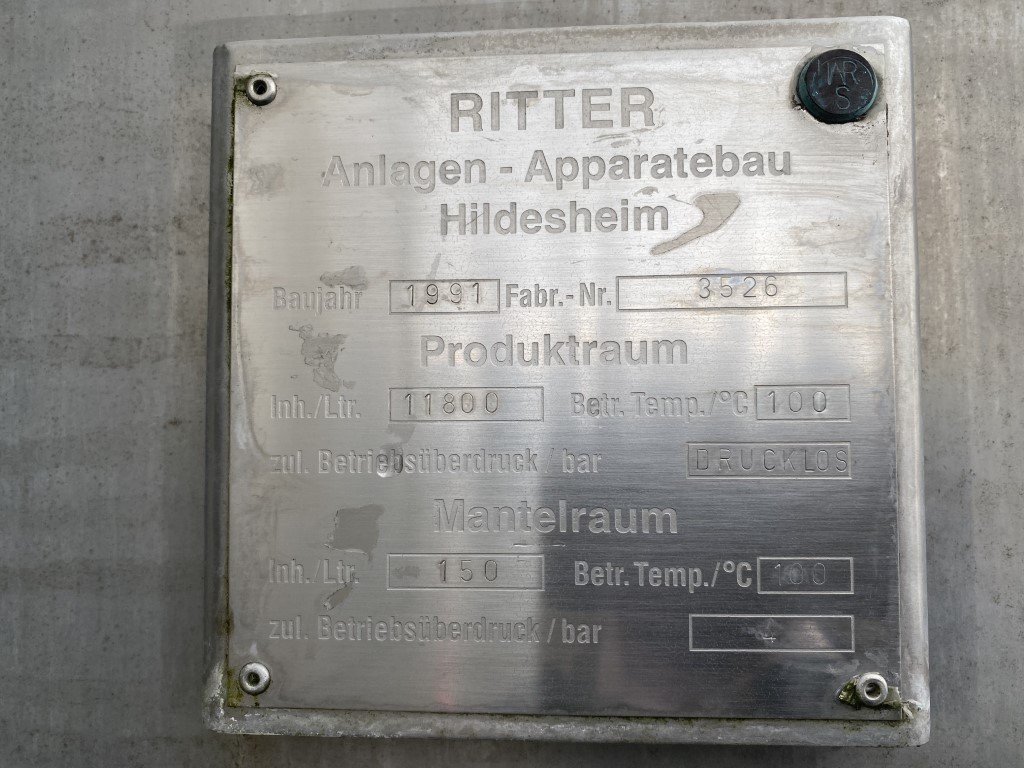 RITTER
Anlagen - Apparatebau
Hildesheim
Baujahr 1991 Fabr.-Nr. 3526
Produktraum
Inh./Ltr. 11800 Betr. Temp./°C 100
zul. Betriebsüberdruck / bar DRUCKLOS
Mantelraum
Inh./Ltr. 150 Betr. Temp./°C 100
zul. Betriebsüberdruck / bar 4